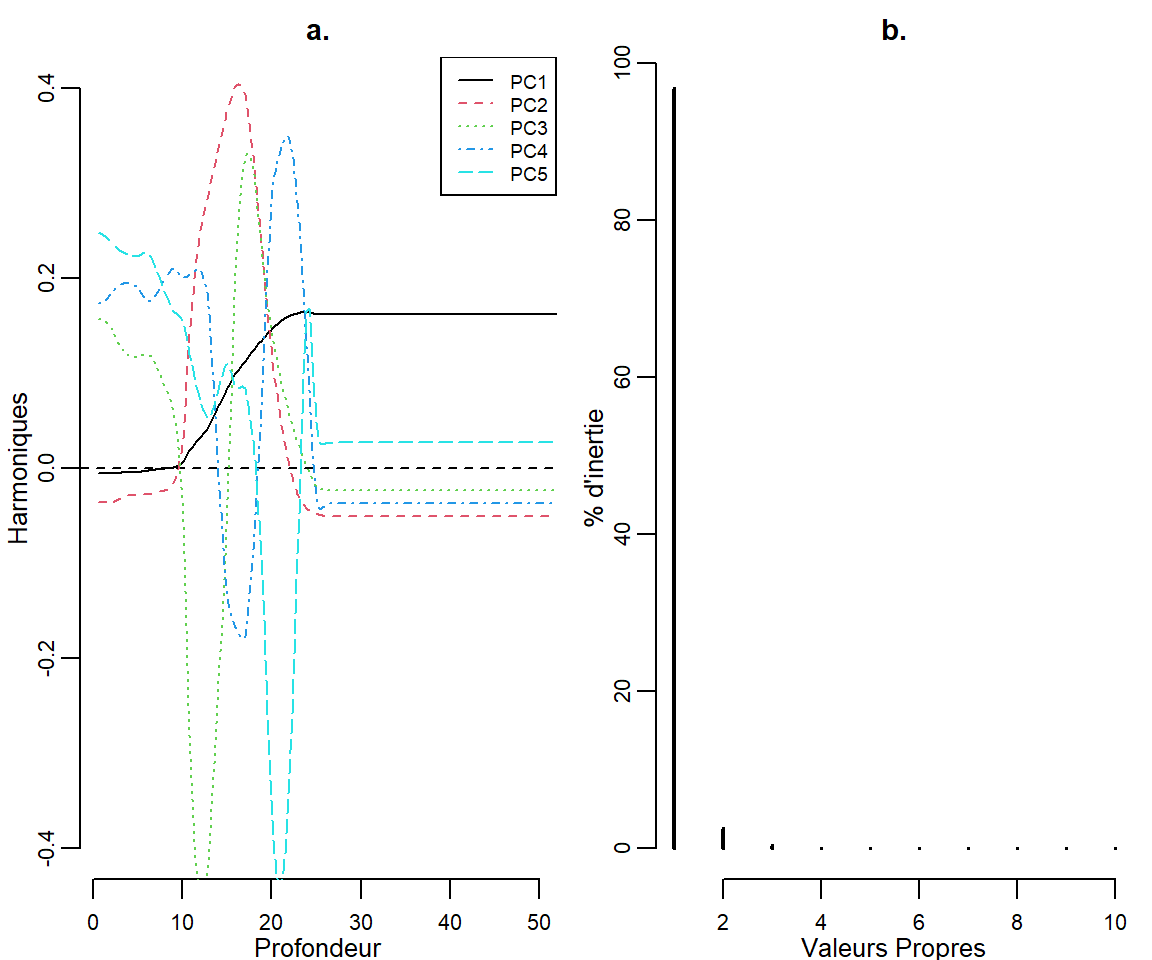 a.
PC1
PC2
PC3
PC4
PC5
Harmoniques
0.4
0.2
0.0
-0.2
-0.4
0 10 20 30 40 50
Profondeur
b.
% d'inertie
100
80
60
40
20
0
2 4 6 8 10
Valeurs Propres